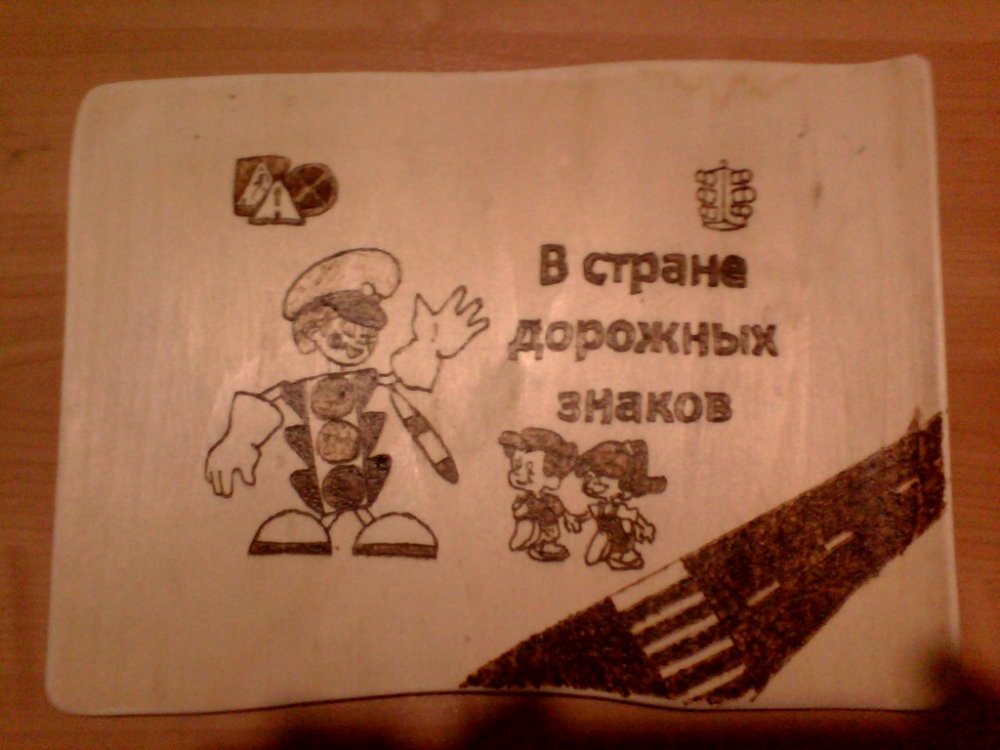 В стране
дорожных
знаков